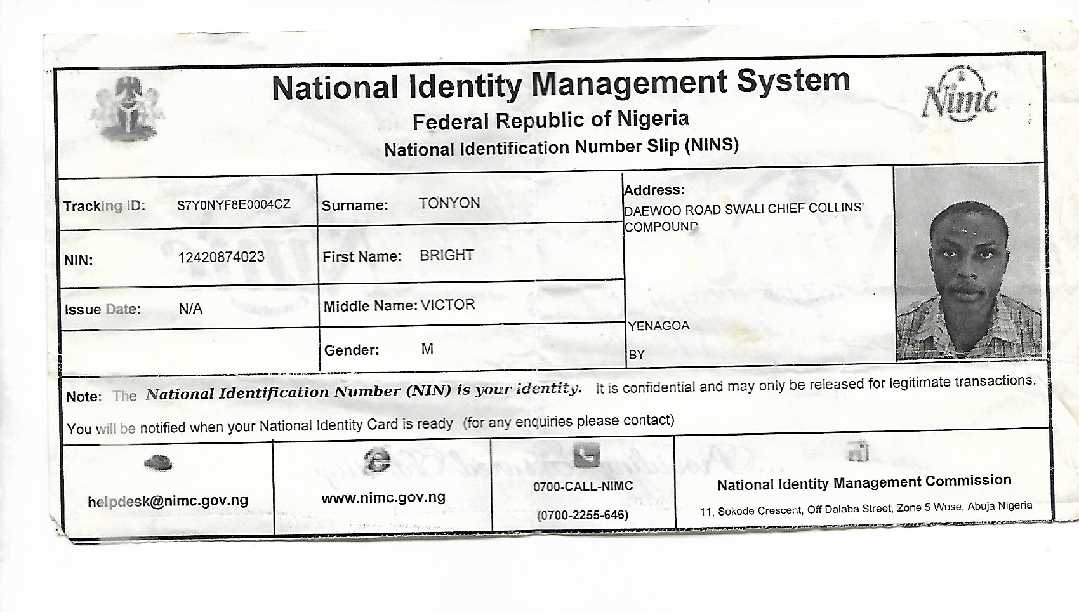 National Identity Management System
Federal Republic of Nigeria
National Identification Number Slip (NINS)
Nimc
Tracking ID: S7Y0NYF8E0004CZ
Surname: TONYON
Address:
DAEWOO ROAD SWALI CHIEF COLLINS'
COMPOUND
NIN: 12420874023
First Name: BRIGHT
Issue Date: N/A
Middle Name: VICTOR
YENAGOA
Gender: M
BY
Note: The National Identification Number (NIN) is your identity. It is confidential and may only be released for legitimate transactions.
You will be notified when your National Identity Card is ready (for any enquiries please contact)
helpdesk@nimc.gov.ng
www.nimc.gov.ng
0700-CALL-NIMC
(0700-2255-646)
National Identity Management Commission
11, Sokode Crescent, Off Dalaba Street, Zone 5 Wuse, Abuja Nigeria